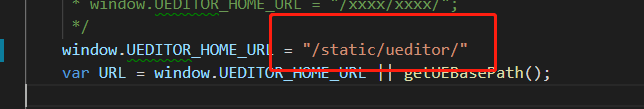 * window.UEDITOR_HOME_URL = "/xxxx/xxxx/";
*/
window.UEDITOR_HOME_URL = "/static/ueditor/"
var URL = window.UEDITOR_HOME_URL || getUEBasePath();